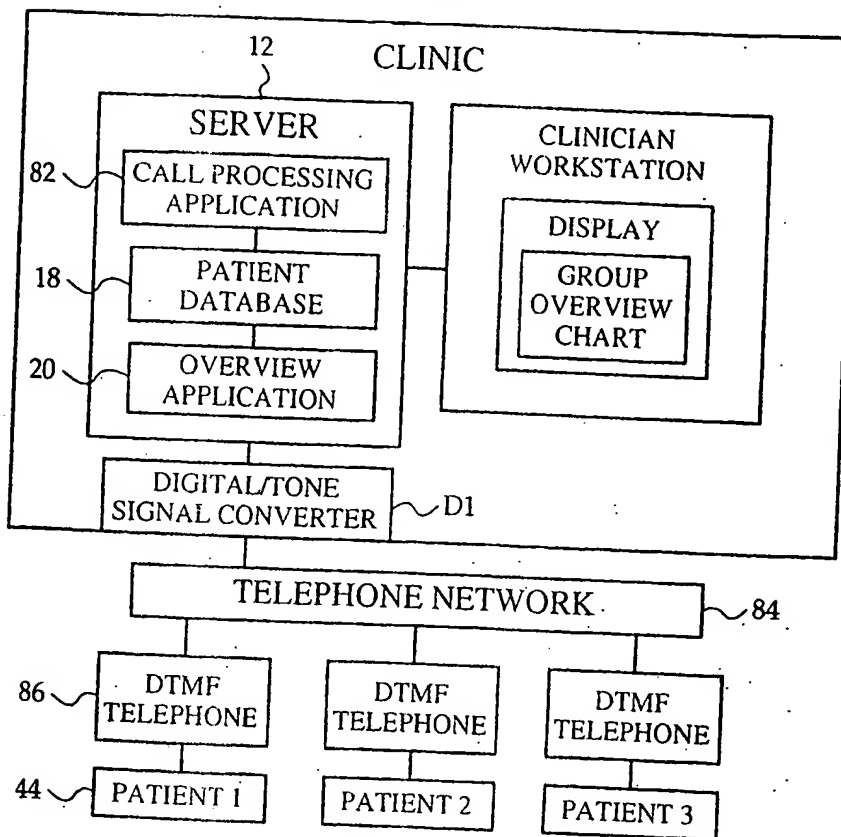 CLINIC
12
SERVER
82
CALL PROCESSING
APPLICATION
18
PATIENT
DATABASE
20
OVERVIEW
APPLICATION
CLINICIAN
WORKSTATION
DISPLAY
GROUP
OVERVIEW
CHART
DIGITAL/TONE
SIGNAL CONVERTER
D1
TELEPHONE NETWORK
84
86
DTMF
TELEPHONE
DTMF
TELEPHONE
DTMF
TELEPHONE
44
PATIENT 1
PATIENT 2
PATIENT 3